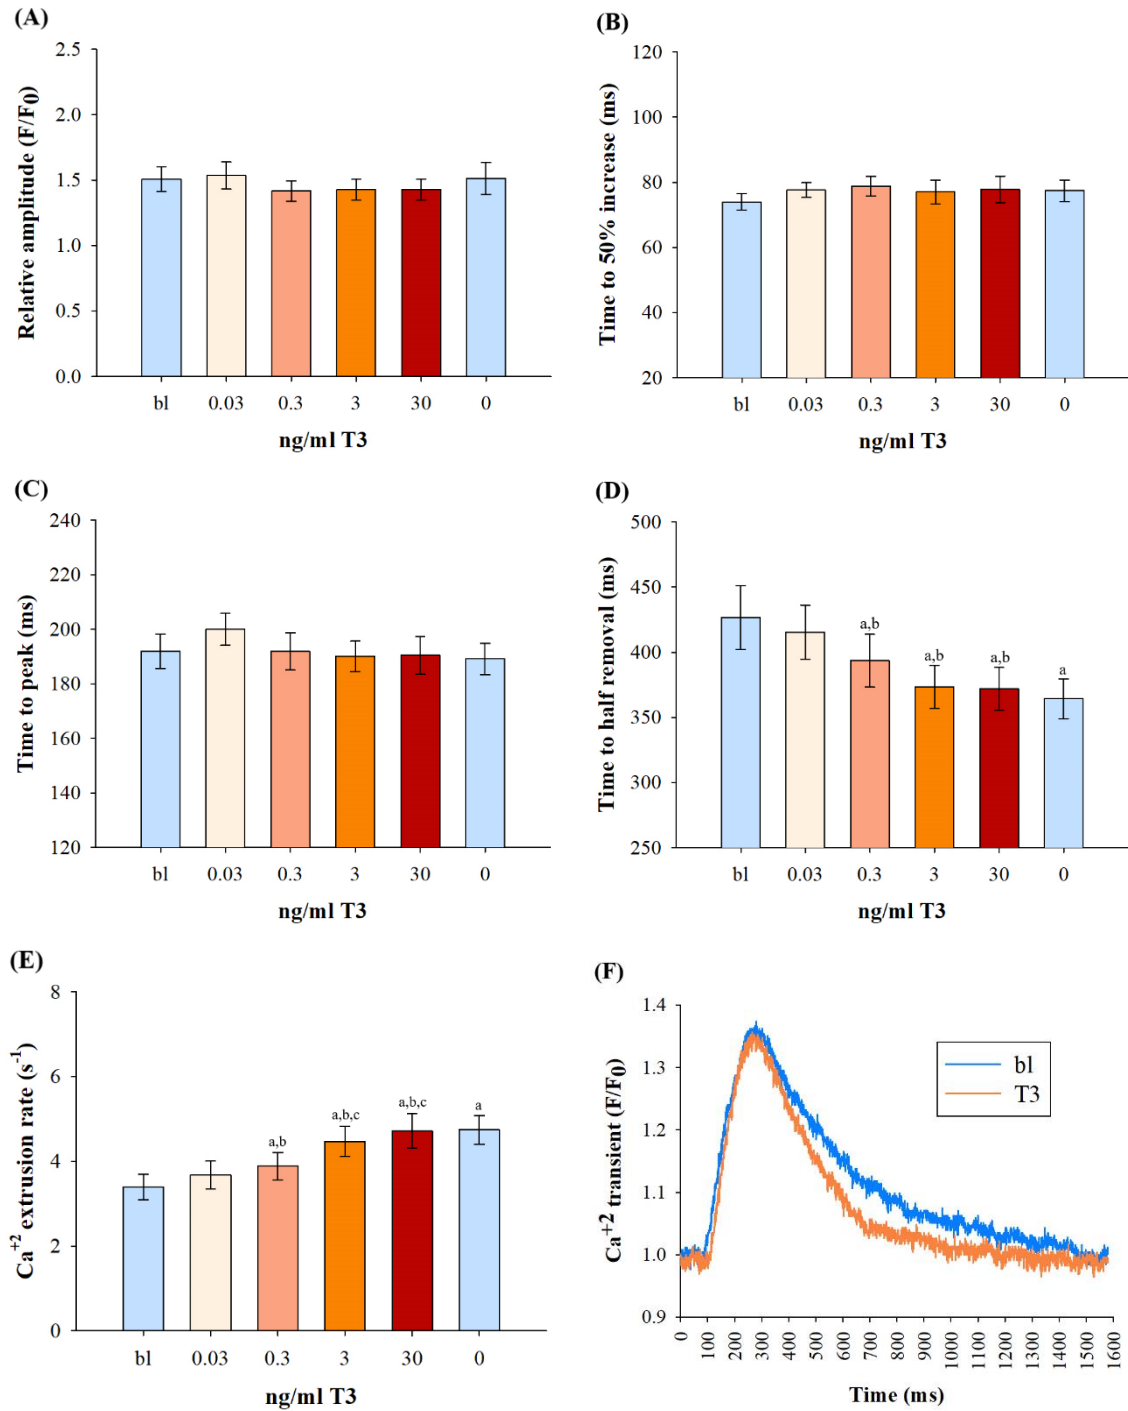 (A)
Relative amplitude (F/F0)
2.5
2.0
1.5
1.0
0.5
0.0
bl 0.03 0.3 3 30 0
ng/ml T3
(B)
Time to 50% increase (ms)
120
100
80
60
40
20
bl 0.03 0.3 3 30 0
ng/ml T3
(C)
Time to peak (ms)
240
220
200
180
160
140
120
bl 0.03 0.3 3 30 0
ng/ml T3
(D)
Time to half removal (ms)
500
450
400
350
300
250
a,b a,b a,b a
bl 0.03 0.3 3 30 0
ng/ml T3
(E)
Ca+2 extrusion rate (s-1)
8
6
4
2
0
a,b a,b,c a,b,c a
bl 0.03 0.3 3 30 0
ng/ml T3
(F)
Ca+2 transient (F/F0)
1.4
1.3
1.2
1.1
1.0
0.9
bl
T3
0 100 200 300 400 500 600 700 800 900 1000 1100 1200 1300 1400 1500 1600
Time (ms)